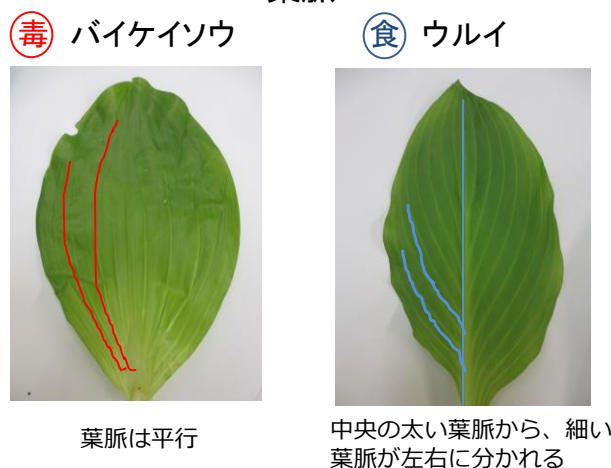 毒 バイケイソウ
食 ウルイ
葉脈は平行
中央の太い葉脈から、細い
葉脈が左右に分かれる